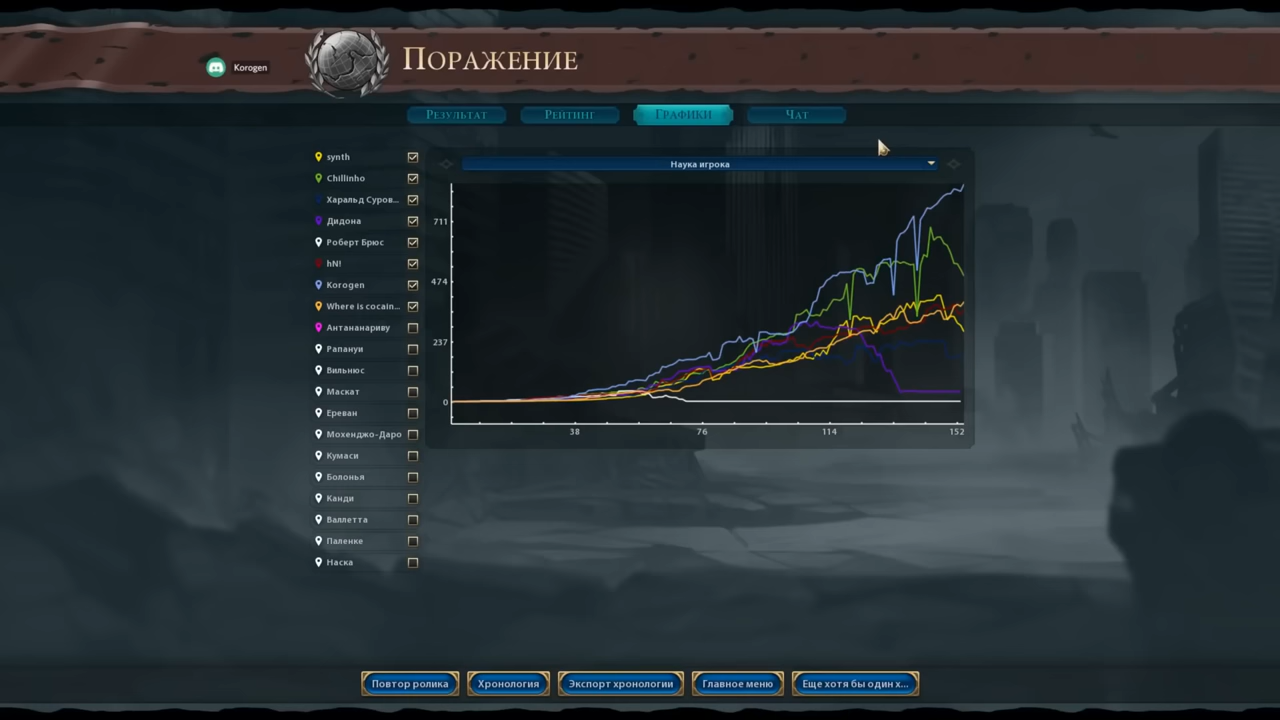 Korogen
Поражение
Результат
Рейтинг
Графики
Чат
Наука игрока
synth
Chillinho
Харальд Суров...
Дидона
Роберт Брюс
hN!
Korogen
Where is cocain...
Антананариву
Рапануи
Вильнюс
Маскат
Ереван
Мохенджо-Даро
Кумаси
Болонья
Канди
Валлетта
Паленке
Наска
711
474
237
0
38
76
114
152
Повтор ролика
Хронология
Экспорт хронологии
Главное меню
Еще хотя бы один х...